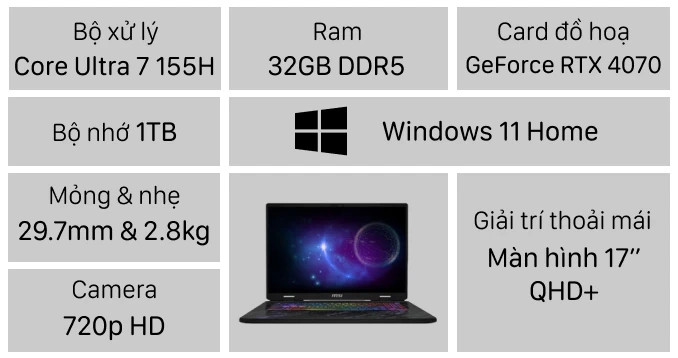 Bộ xử lý
Core Ultra 7 155H
Ram
32GB DDR5
Card đồ hoạ
GeForce RTX 4070
Bộ nhớ 1TB
Windows 11 Home
Mỏng & nhẹ
29.7mm & 2.8kg
Camera
720p HD
msi
Giải trí thoải mái
Màn hình 17’’
QHD+